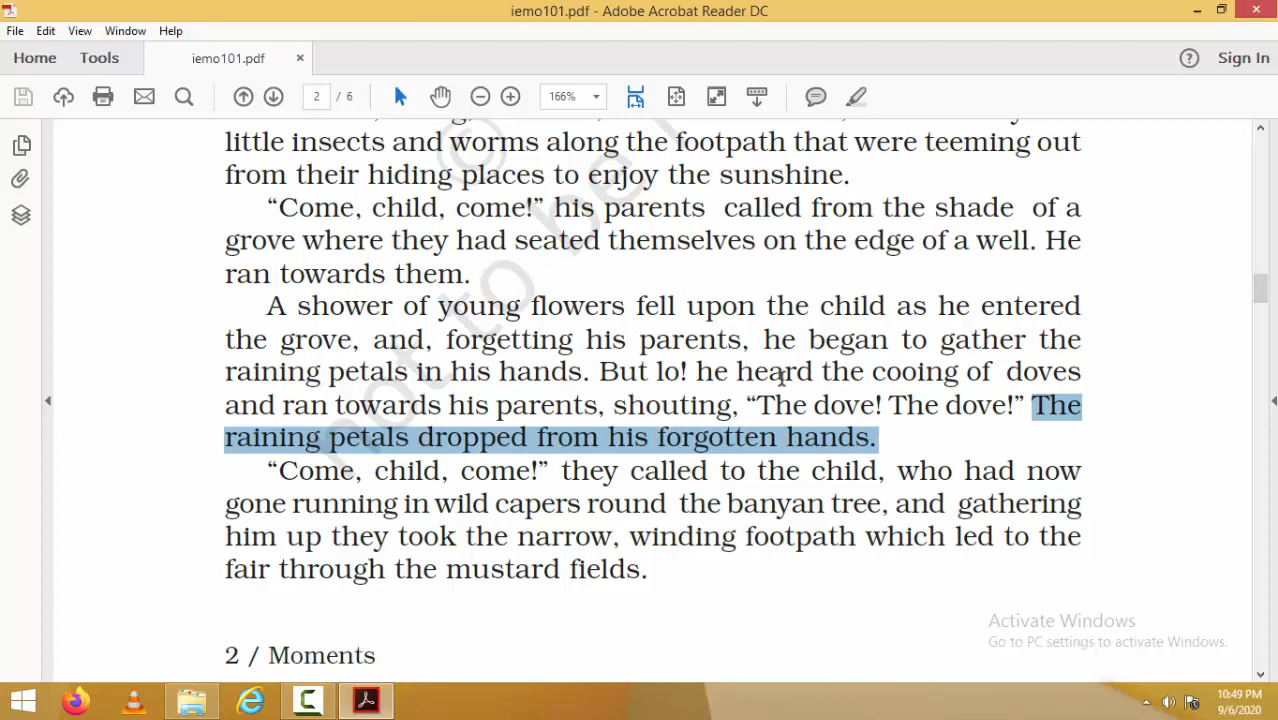 iemo101.pdf - Adobe Acrobat Reader DC
File Edit View Window Help
Home Tools iemo101.pdf × Sign In
2 / 6 166%
little insects and worms along the footpath that were teeming out
from their hiding places to enjoy the sunshine.
“Come, child, come!” his parents called from the shade of a
grove where they had seated themselves on the edge of a well. He
ran towards them.
A shower of young flowers fell upon the child as he entered
the grove, and, forgetting his parents, he began to gather the
raining petals in his hands. But lo! he heard the cooing of doves
and ran towards his parents, shouting, “The dove! The dove!” The
raining petals dropped from his forgotten hands.
“Come, child, come!” they called to the child, who had now
gone running in wild capers round the banyan tree, and gathering
him up they took the narrow, winding footpath which led to the
fair through the mustard fields.
2 / Moments
© not to be
Activate Windows
Go to PC settings to activate Windows.
10:49 PM
9/6/2020